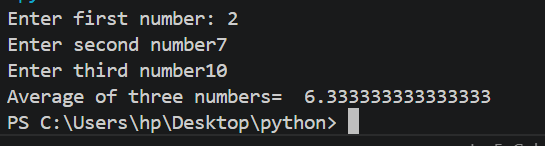 Enter first number: 2
Enter second number7
Enter third number10
Average of three numbers=  6.333333333333333
PS C:\Users\hp\Desktop\python>